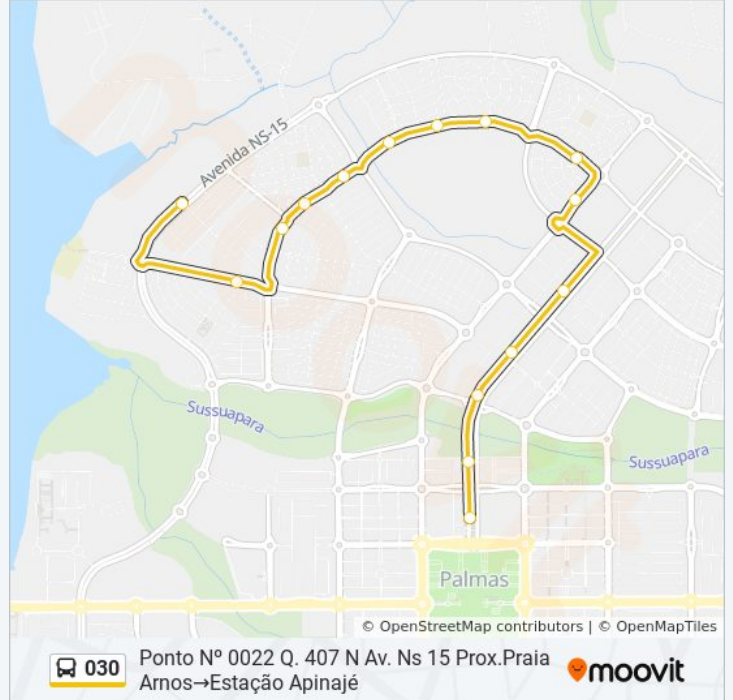 Avenida NS-15
Sussuapara
Sussuapara
Palmas
© OpenStreetMap contributors | © OpenMapTiles
030
Ponto Nº 0022 Q. 407 N Av. Ns 15 Prox.Praia
Arnos→Estação Apinajé
moovit